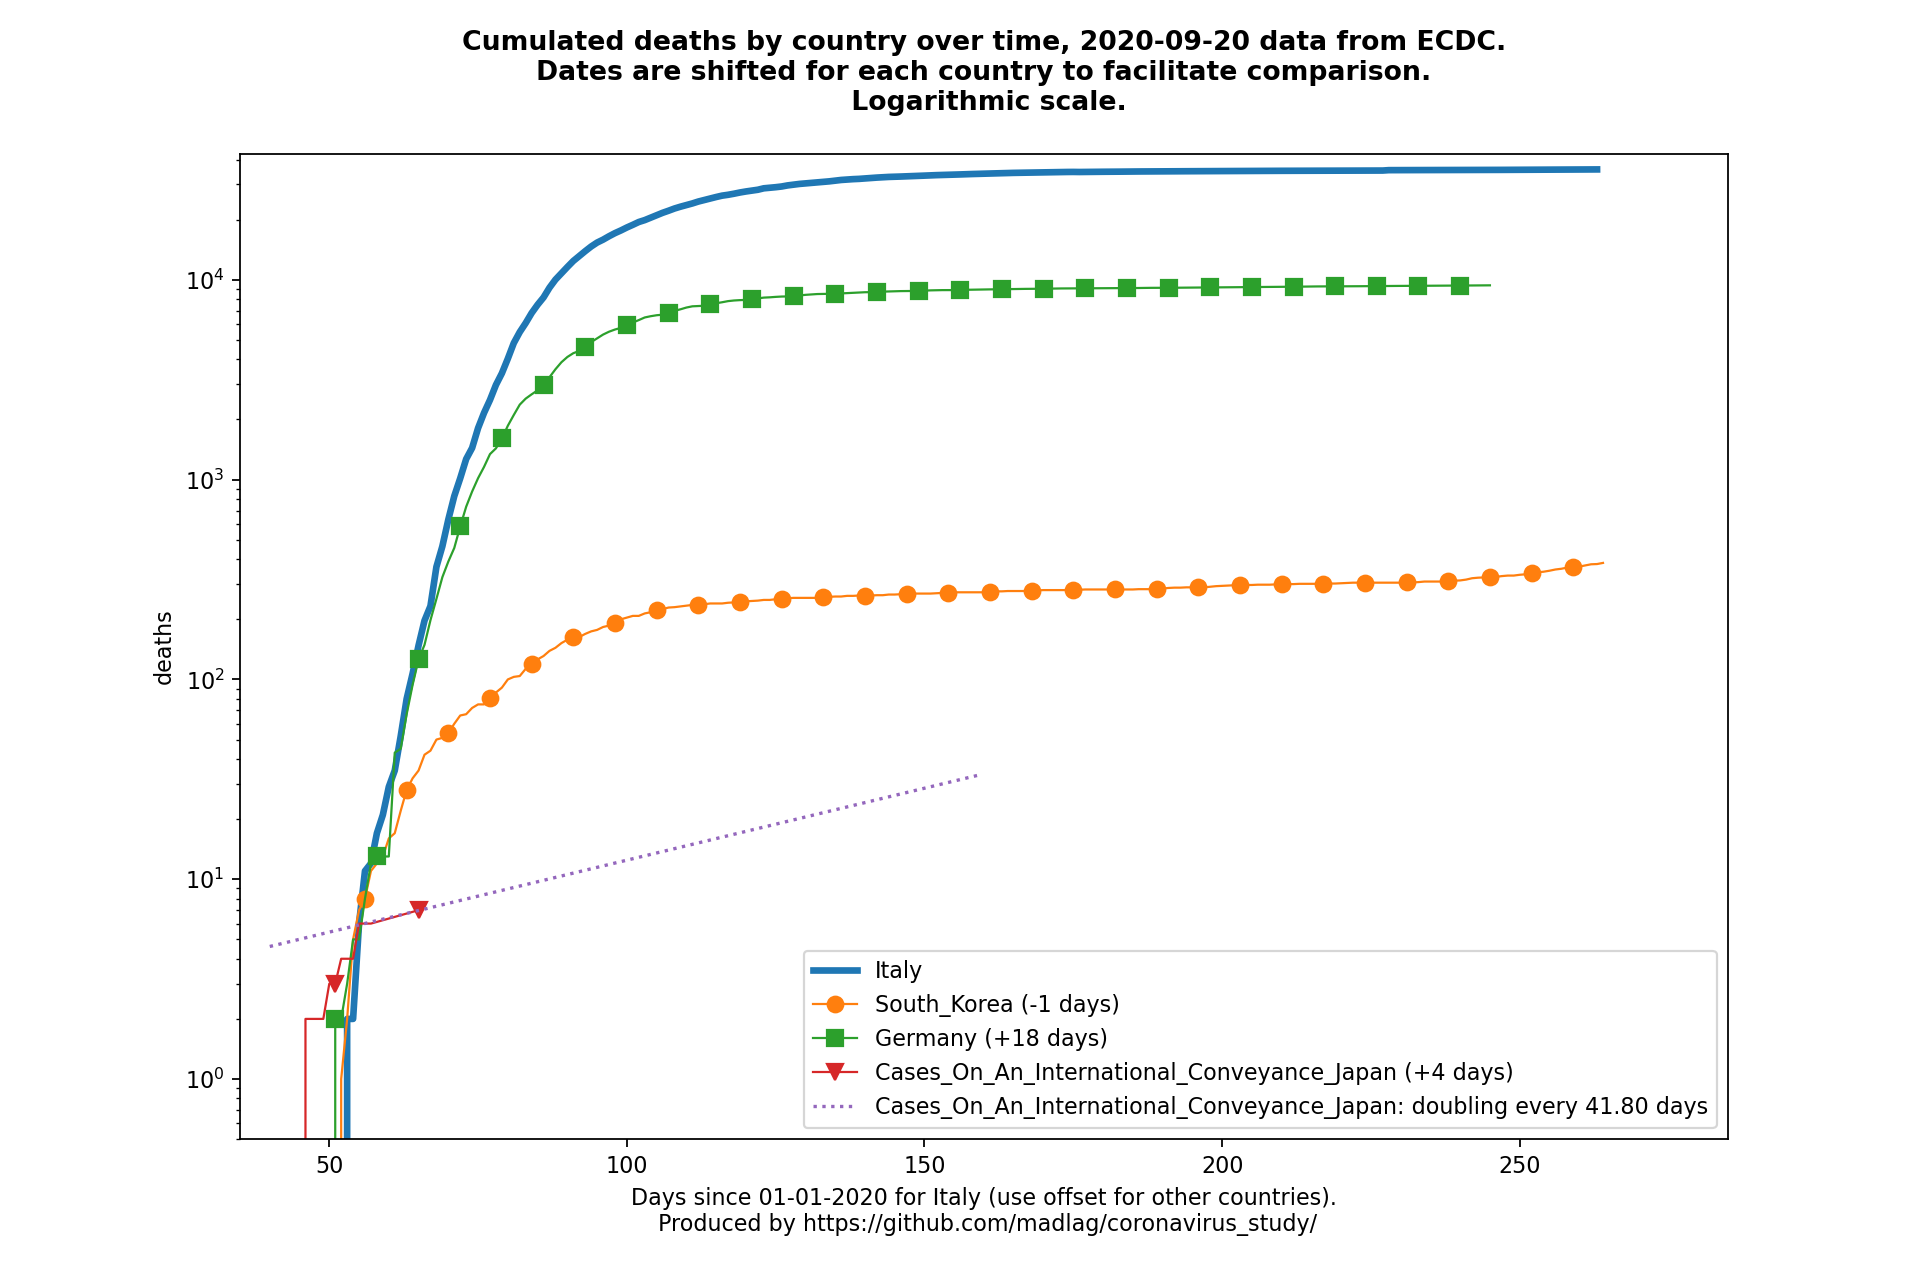 Cumulated deaths by country over time, 2020-09-20 data from ECDC.
Dates are shifted for each country to facilitate comparison.
Logarithmic scale.
deaths
10^4
10^3
10^2
10^1
10^0
Italy
South_Korea (-1 days)
Germany (+18 days)
Cases_On_An_International_Conveyance_Japan (+4 days)
Cases_On_An_International_Conveyance_Japan: doubling every 41.80 days
50 100 150 200 250
Days since 01-01-2020 for Italy (use offset for other countries).
Produced by https://github.com/madlag/coronavirus_study/